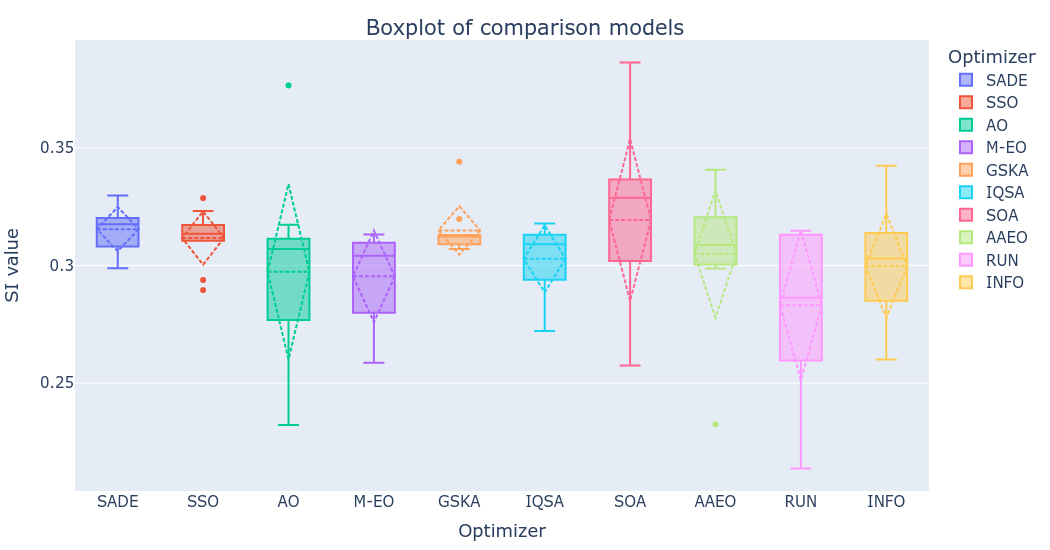 Boxplot of comparison models
Optimizer
SADE
SSO
AO
M-EO
GSKA
IQSA
SOA
AAEO
RUN
INFO
0.35
0.3
0.25
SI value
SADE SSO AO M-EO GSKA IQSA SOA AAEO RUN INFO
Optimizer